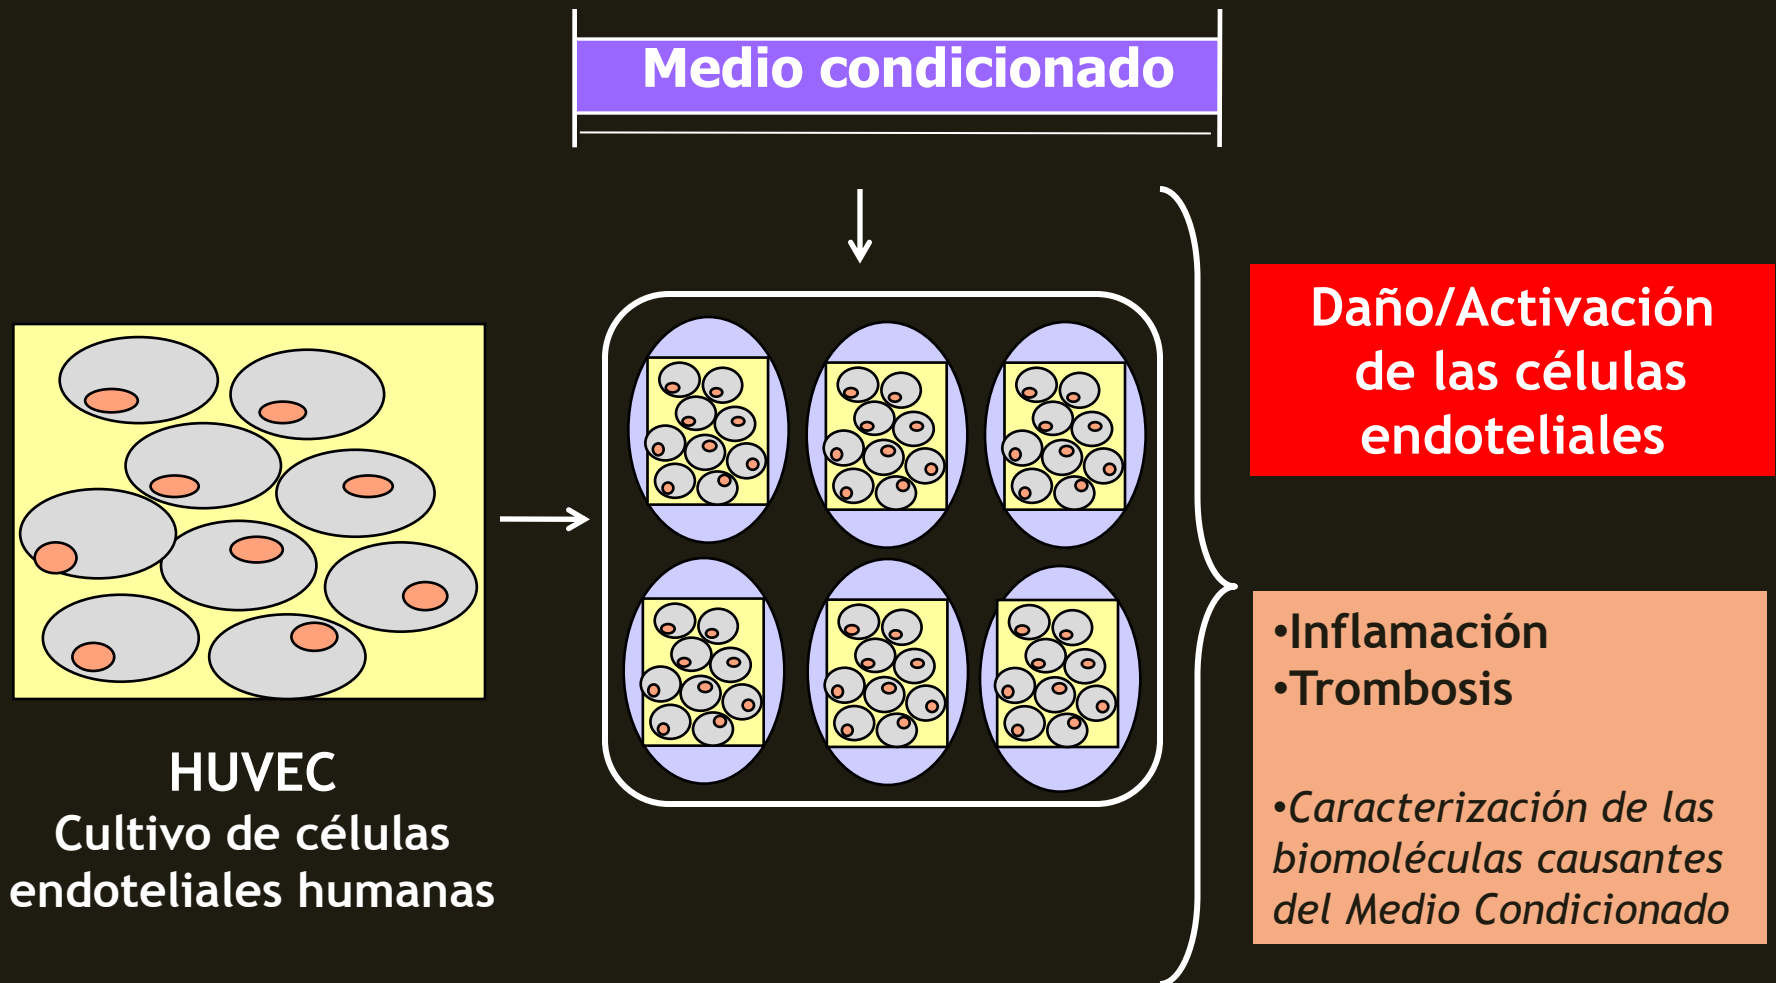 Medio condicionado
HUVEC
Cultivo de células
endoteliales humanas
Daño/Activación
de las células
endoteliales
•Inflamación
•Trombosis
•Caracterización de las
biomoléculas causantes
del Medio Condicionado